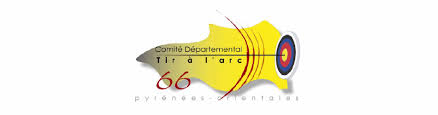 Comité Départemental
Tir à l'arc
66
pyrénées-orientales